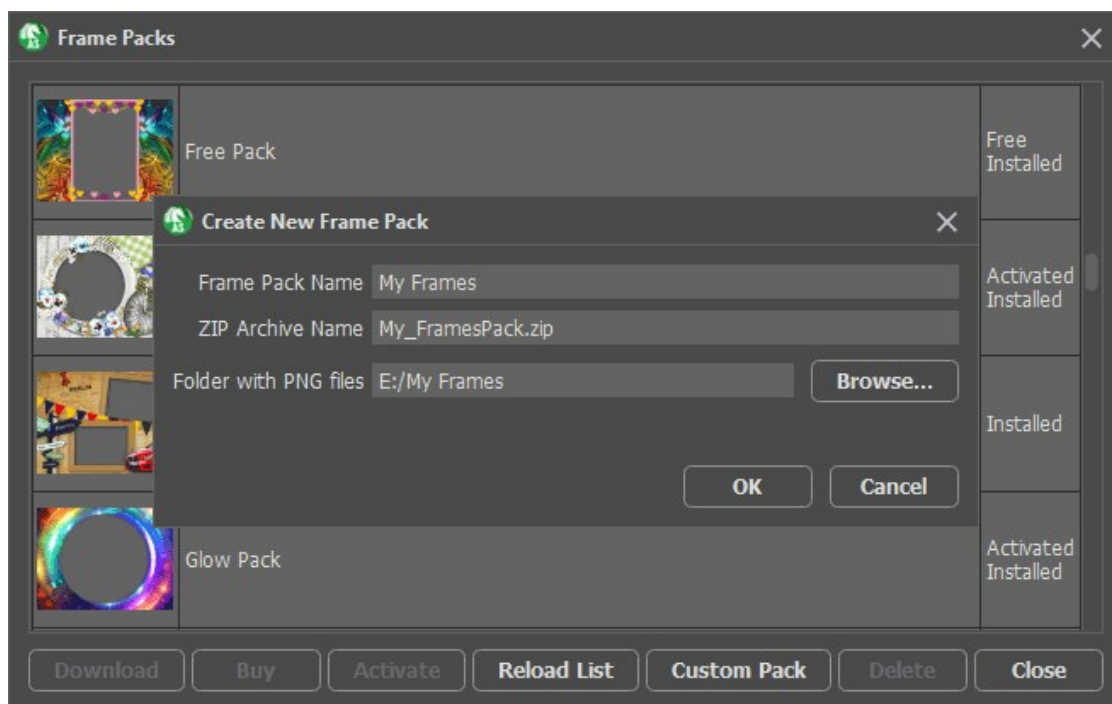 Frame Packs
Free Pack
Free
Installed
Create New Frame Pack
Frame Pack Name
My Frames
ZIP Archive Name
My_FramesPack.zip
Folder with PNG files
E:/My Frames
Browse...
OK
Cancel
Activated
Installed
Installed
Glow Pack
Activated
Installed
Download
Buy
Activate
Reload List
Custom Pack
Delete
Close